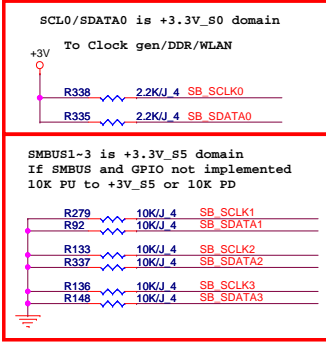 SCL0/SDATA0 is +3.3V_S0 domain
To Clock gen/DDR/WLAN
+3V
R338 2.2K/J_4 SB_SCLK0
R335 2.2K/J_4 SB_SDATA0
SMBUS1~3 is +3.3V_S5 domain
If SMBUS and GPIO not implemented
10K PU to +3V_S5 or 10K PD
R279 10K/J_4 SB_SCLK1
R92 10K/J_4 SB_SDATA1
R133 10K/J_4 SB_SCLK2
R337 10K/J_4 SB_SDATA2
R136 10K/J_4 SB_SCLK3
R148 10K/J_4 SB_SDATA3